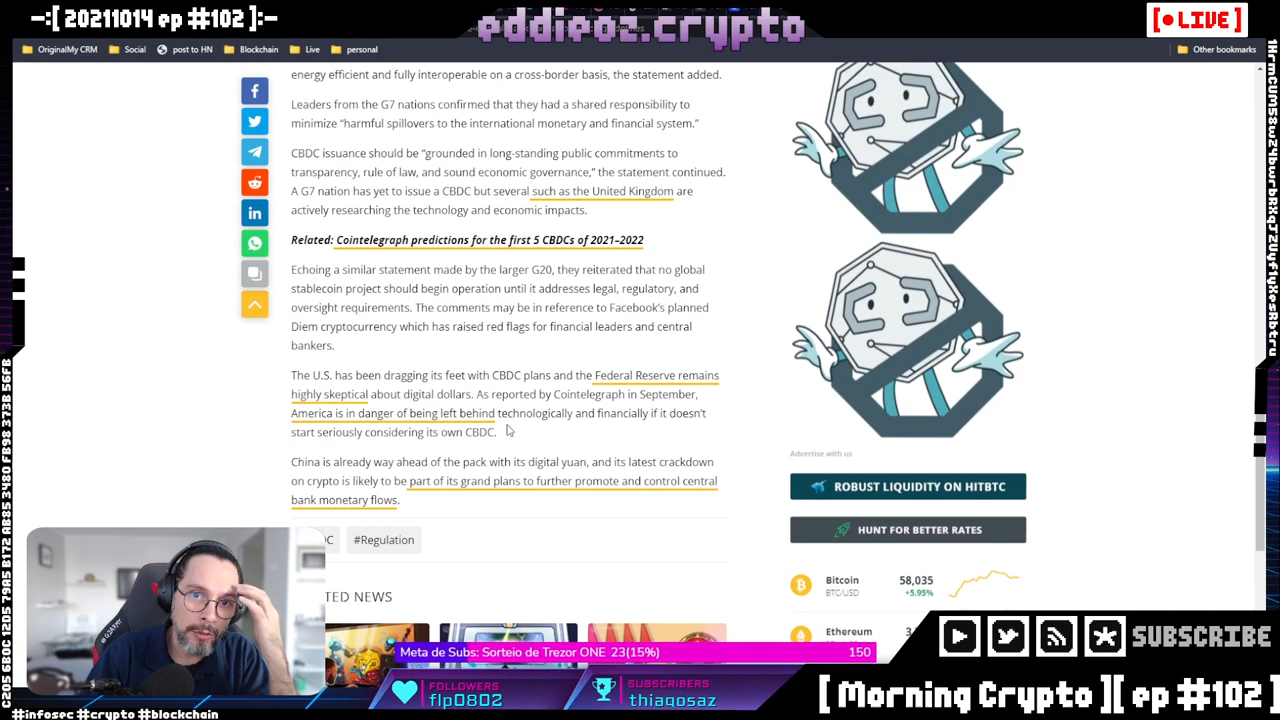 -:[ 20211014 ep #102 ]:-
eddieoz.crypto
[ • LIVE ]
OriginalMy CRM
Social
post to HN
Blockchain
Live
personal
Other bookmarks
energy efficient and fully interoperable on a cross-border basis, the statement added.
Leaders from the G7 nations confirmed that they had a shared responsibility to
minimize “harmful spillovers to the international monetary and financial system.”
CBDC issuance should be “grounded in long-standing public commitments to
transparency, rule of law, and sound economic governance,” the statement continued.
A G7 nation has yet to issue a CBDC but several such as the United Kingdom are
actively researching the technology and economic impacts.
Related: Cointelegraph predictions for the first 5 CBDCs of 2021–2022
Echoing a similar statement made by the larger G20, they reiterated that no global
stablecoin project should begin operation until it addresses legal, regulatory, and
oversight requirements. The comments may be in reference to Facebook’s planned
Diem cryptocurrency which has raised red flags for financial leaders and central
bankers.
The U.S. has been dragging its feet with CBDC plans and the Federal Reserve remains
highly skeptical about digital dollars. As reported by Cointelegraph in September,
America is in danger of being left behind technologically and financially if it doesn’t
start seriously considering its own CBDC.
China is already way ahead of the pack with its digital yuan, and its latest crackdown
on crypto is likely to be part of its grand plans to further promote and control central
bank monetary flows.
#Regulation
TED NEWS
Advertise with us
ROBUST LIQUIDITY ON HITBTC
HUNT FOR BETTER RATES
Bitcoin 58,035
BTC/USD +5.95%
Ethereum
Meta de Subs: Sorteio de Trezor ONE 23(15%) 150
FOLLOWERS
flp0802
SUBSCRIBERS
thiagosaz
SUBSCRIBE
[ Morning Crypto ][ ep #102 ]
infosec #crypto #blockchain